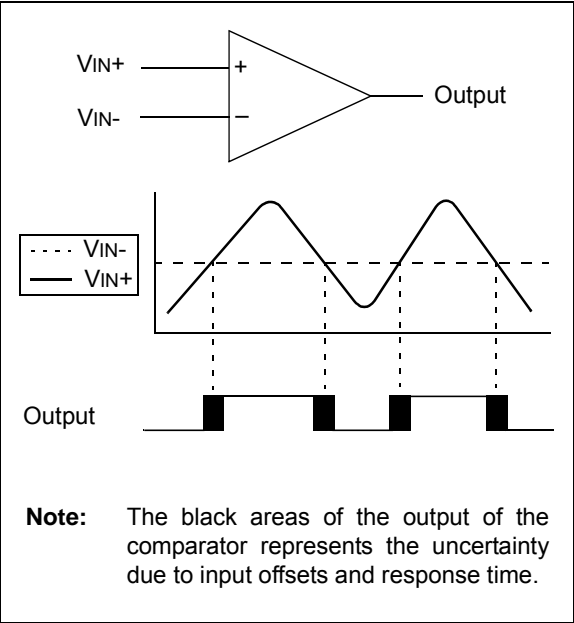 VIN+
+
Output
VIN-
–
VIN-
VIN+
Output
Note: The black areas of the output of the
comparator represents the uncertainty
due to input offsets and response time.